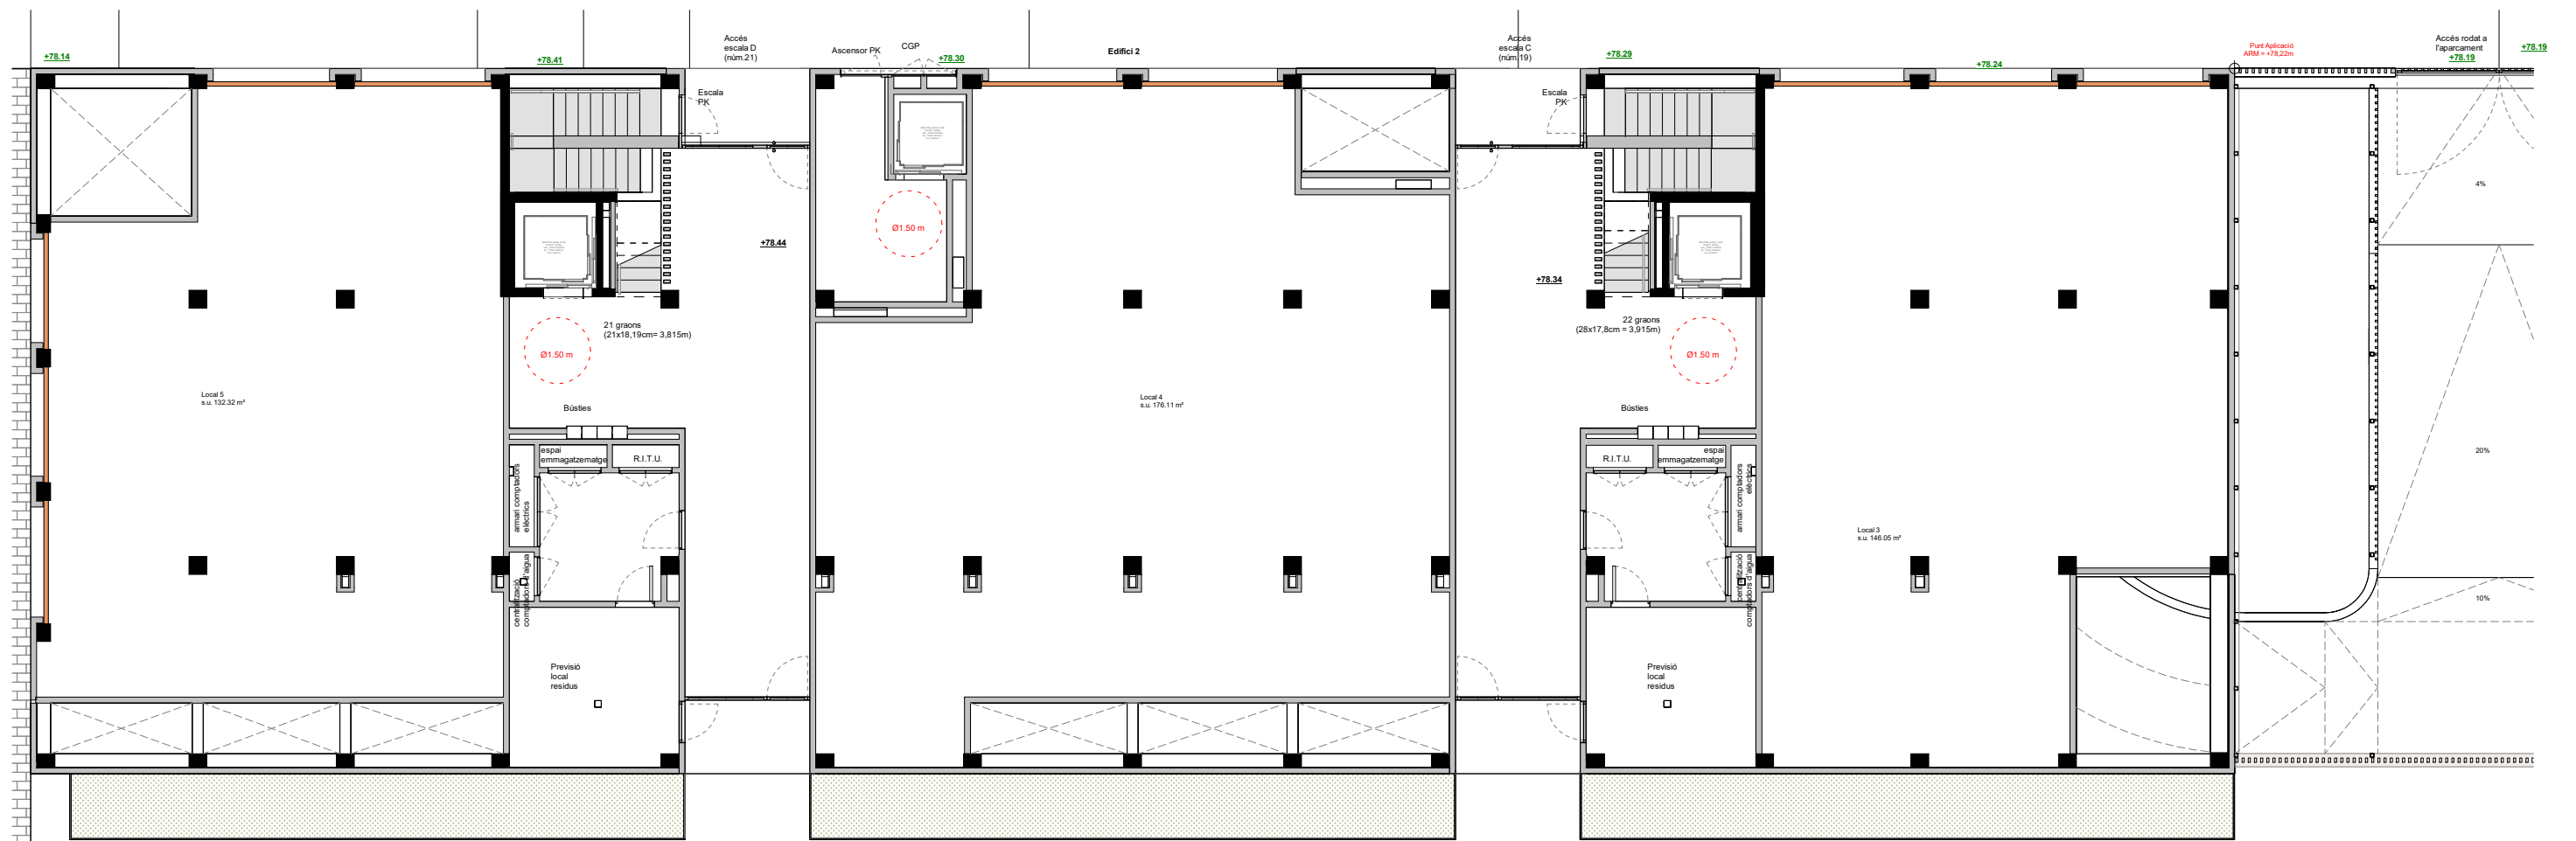 +78.14
+78.41
Accés
escala D
(núm.21)
Ascensor PK
CGP
+78.30
Edifici 2
Accés
escala C
(núm.19)
+78.29
+78.24
Punt Aplicació
ARM = +78,22m
Accés rodat a
l'aparcament
+78.19
+78.19
Escala
PK
Escala
PK
4%
Ø1.50 m
+78.44
+78.34
21 graons
(21x18,19cm= 3,815m)
22 graons
(28x17,8cm = 3,915m)
Ø1.50 m
Ø1.50 m
Local 5
s.u. 132.32 m²
Local 4
s.u. 176.11 m²
Bústies
Bústies
espai
emmagatzematge
R.I.T.U.
R.I.T.U.
espai
emmagatzematge
20%
armari comptadors
elèctrics
armari comptadors
elèctrics
Local 3
s.u. 146.05 m²
centralització
comptadors d'aigua
centralització
comptadors d'aigua
10%
Previsió
local
residus
Previsió
local
residus